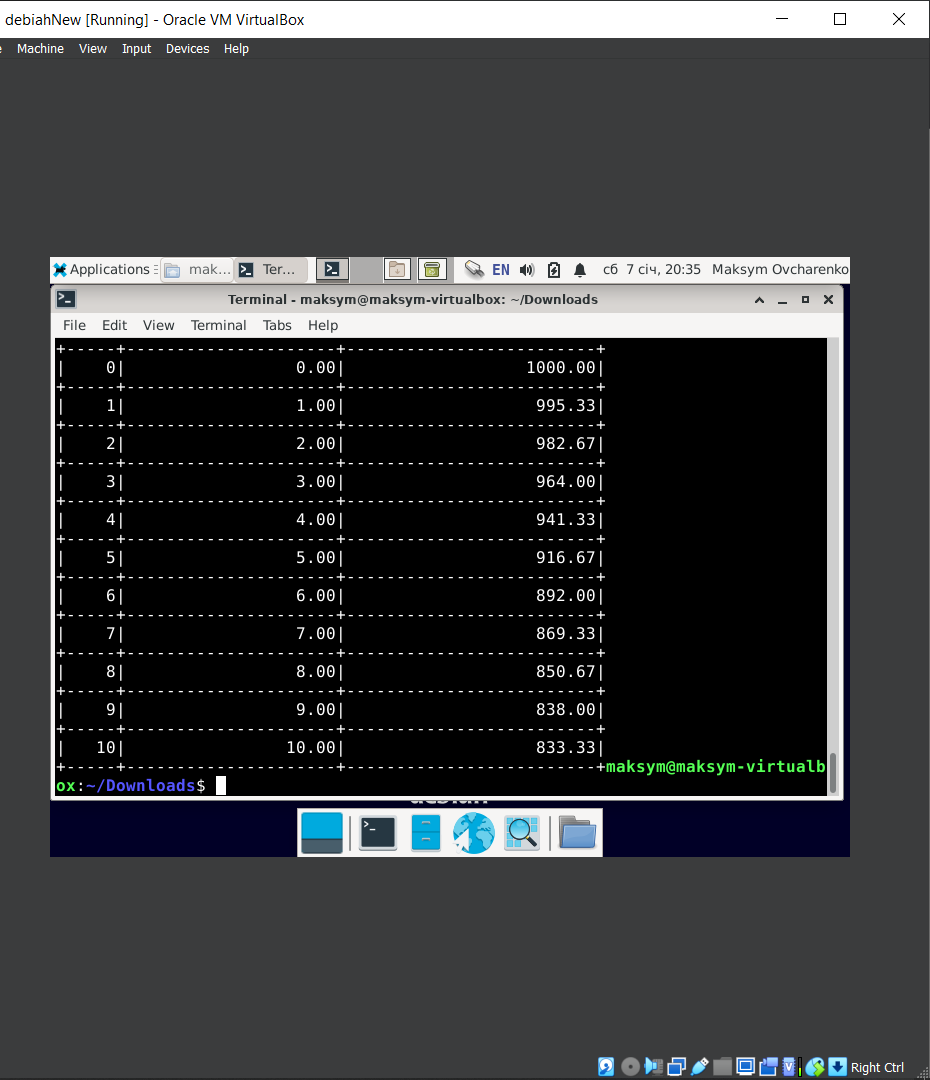 debiahNew [Running] - Oracle VM VirtualBox
Machine View Input Devices Help
Applications mak... Ter... EN сб 7 січ, 20:35 Maksym Ovcharenko
Terminal - maksym@maksym-virtualbox: ~/Downloads
File Edit View Terminal Tabs Help
+-----+---------------------+-------------------------+
|    0|                 0.00|                  1000.00|
+-----+---------------------+-------------------------+
|    1|                 1.00|                   995.33|
+-----+---------------------+-------------------------+
|    2|                 2.00|                   982.67|
+-----+---------------------+-------------------------+
|    3|                 3.00|                   964.00|
+-----+---------------------+-------------------------+
|    4|                 4.00|                   941.33|
+-----+---------------------+-------------------------+
|    5|                 5.00|                   916.67|
+-----+---------------------+-------------------------+
|    6|                 6.00|                   892.00|
+-----+---------------------+-------------------------+
|    7|                 7.00|                   869.33|
+-----+---------------------+-------------------------+
|    8|                 8.00|                   850.67|
+-----+---------------------+-------------------------+
|    9|                 9.00|                   838.00|
+-----+---------------------+-------------------------+
|   10|                10.00|                   833.33|
+-----+---------------------+-------------------------+maksym@maksym-virtualb
ox:~/Downloads$
Right Ctrl